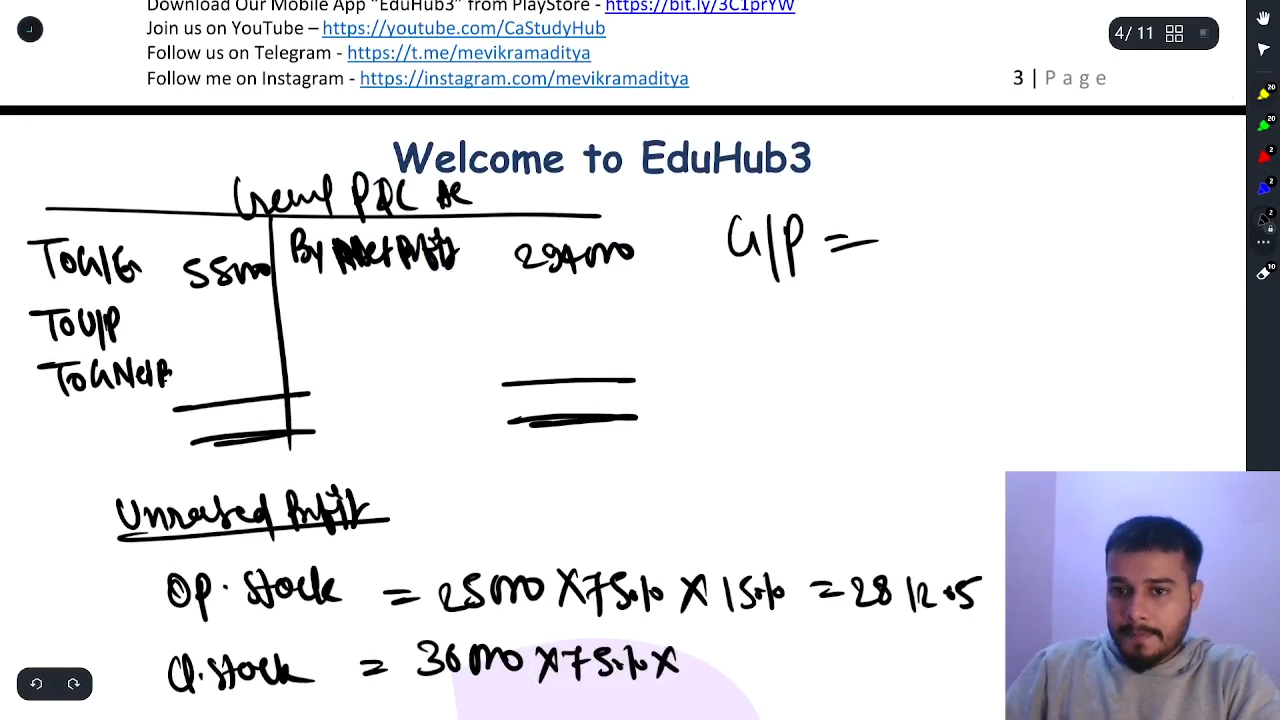 Download Our Mobile App "EduHub3" from PlayStore - https://bit.ly/3C1prYW
Join us on YouTube – https://youtube.com/CaStudyHub
Follow us on Telegram - https://t.me/mevikramaditya
Follow me on Instagram - https://instagram.com/mevikramaditya
3 | Page
4/11
Welcome to EduHub3
P&L Ac
To G/E 55000 By Net Profit 294000
G/P =
To U/P
To G Net P
Unrealised Profit
Op. Stock = 25000 X 75% X 15% = 2812.5
Cl. Stock = 36000 X 75% X